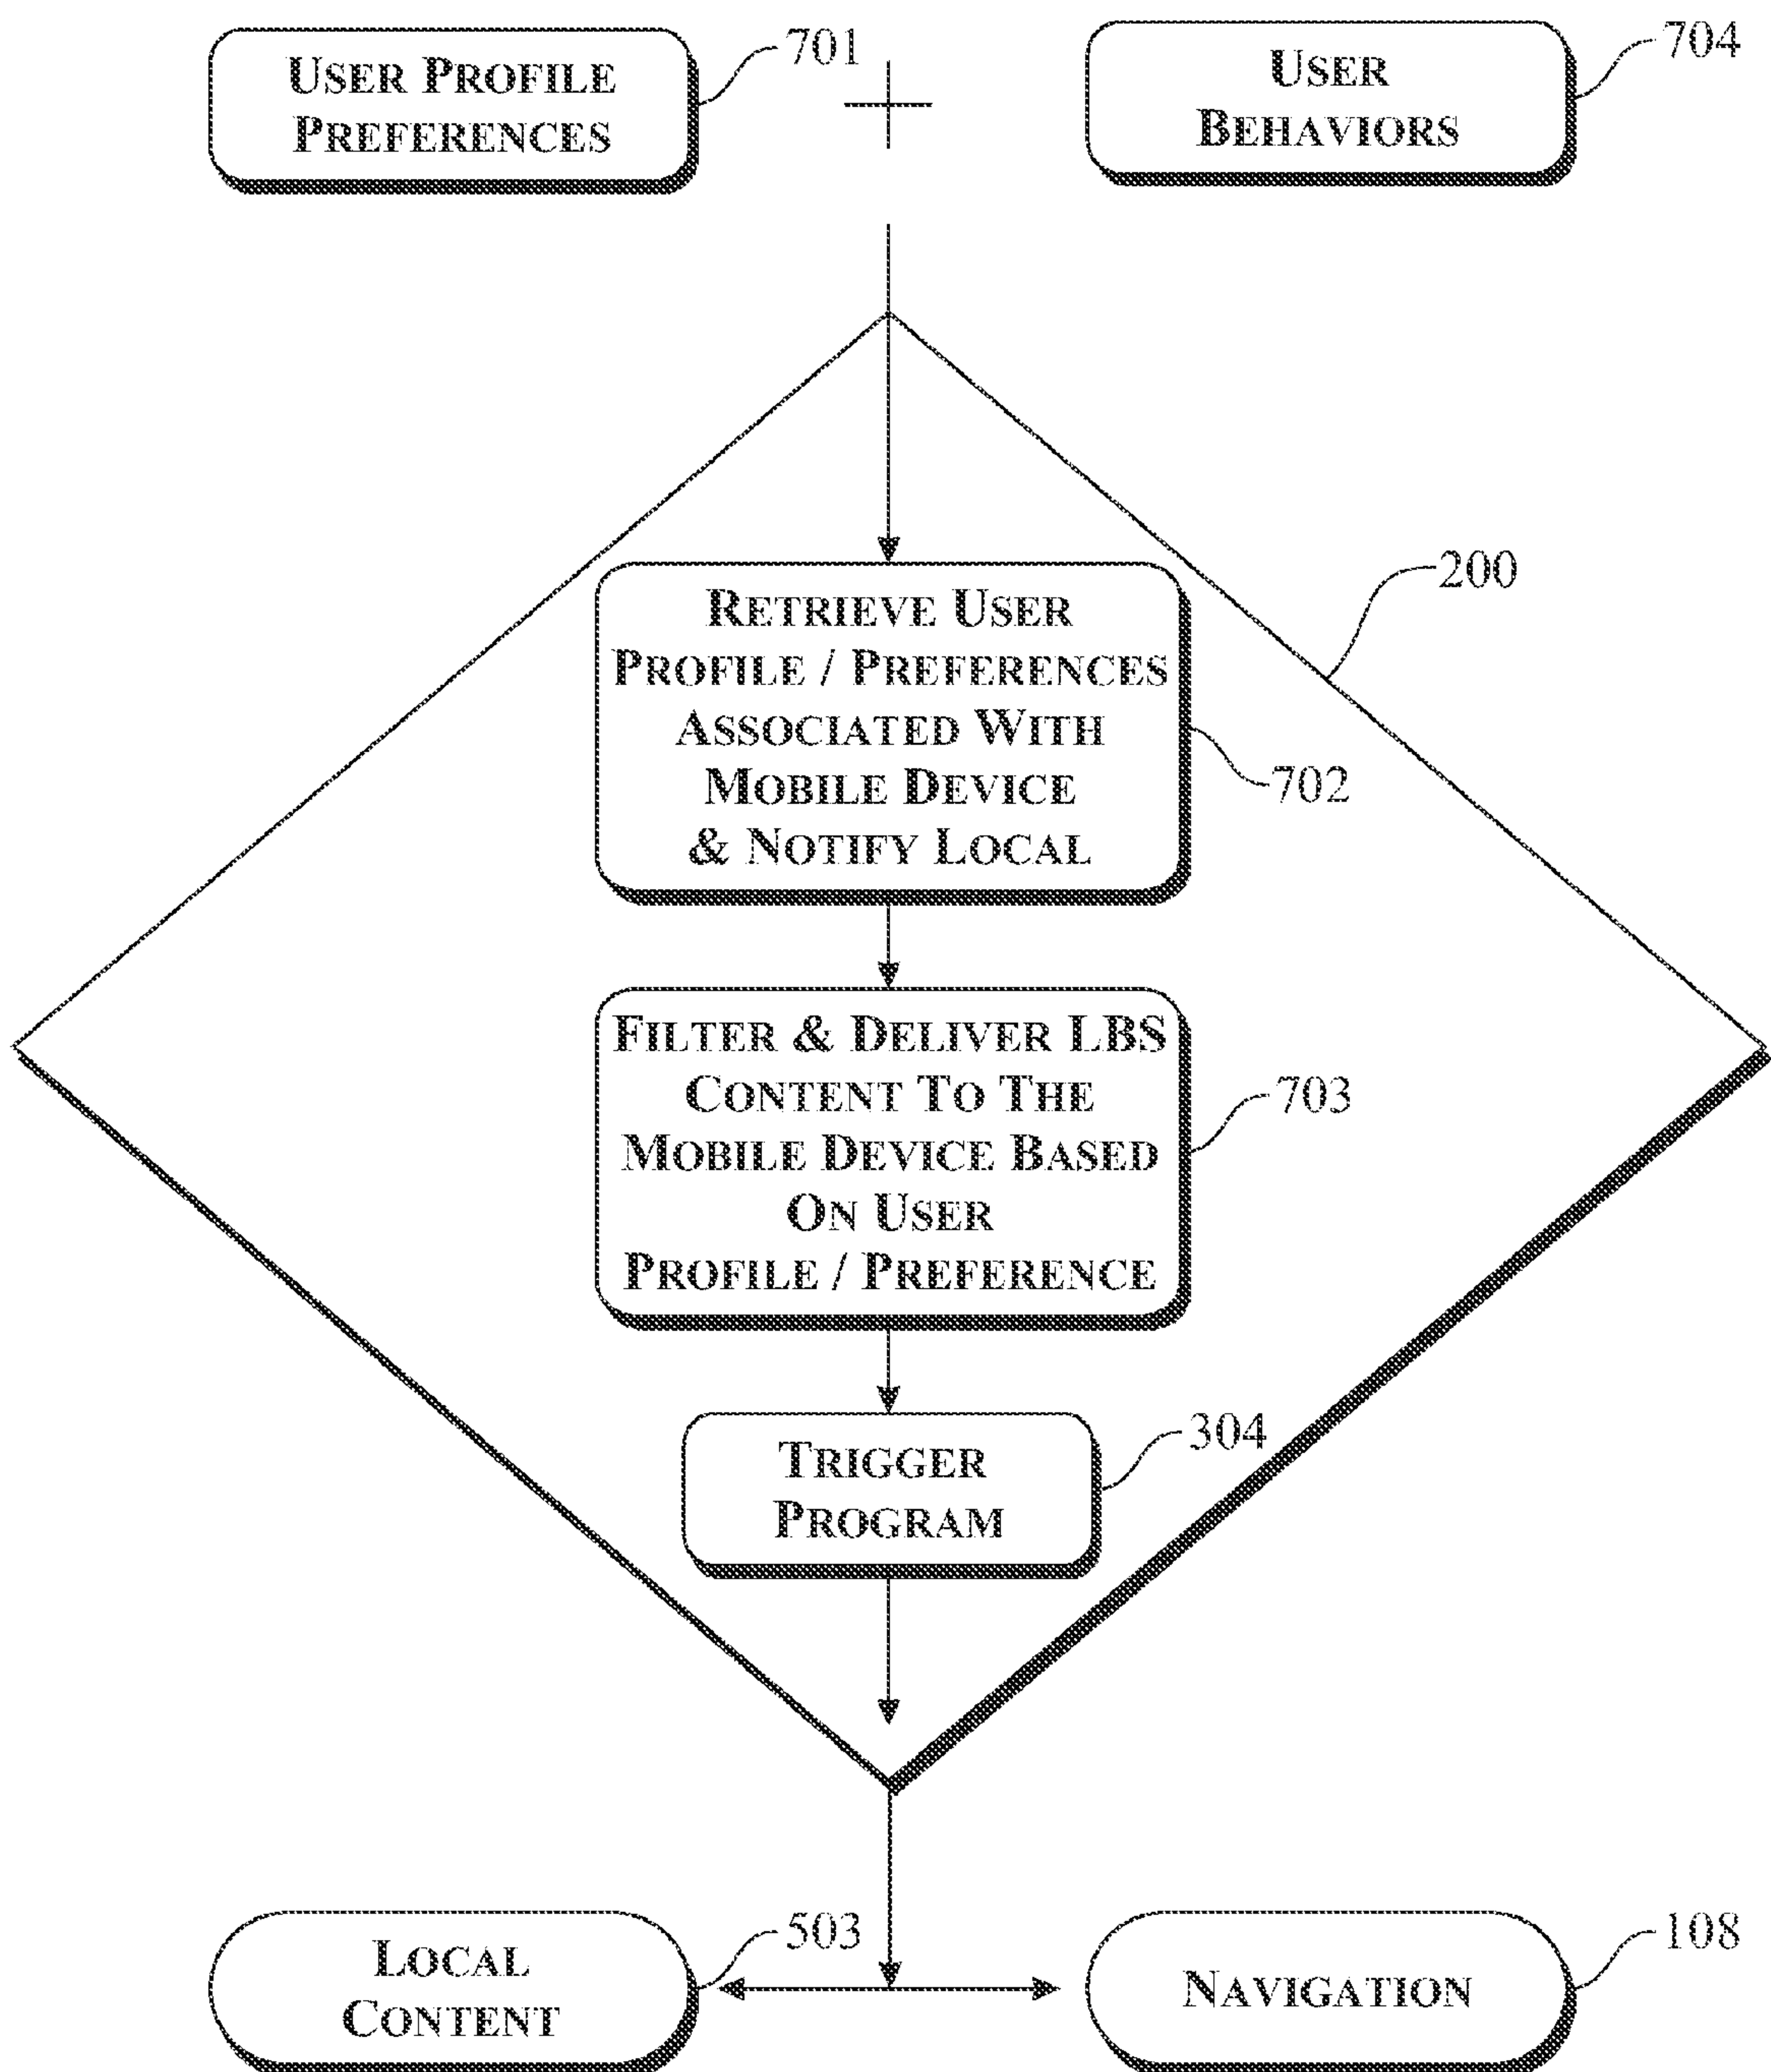 USER PROFILE
PREFERENCES
701
+
USER
BEHAVIORS
704
200
RETRIEVE USER
PROFILE / PREFERENCES
ASSOCIATED WITH
MOBILE DEVICE
& NOTIFY LOCAL
702
FILTER & DELIVER LBS
CONTENT TO THE
MOBILE DEVICE BASED
ON USER
PROFILE / PREFERENCE
703
TRIGGER
PROGRAM
304
LOCAL
CONTENT
503
NAVIGATION
108